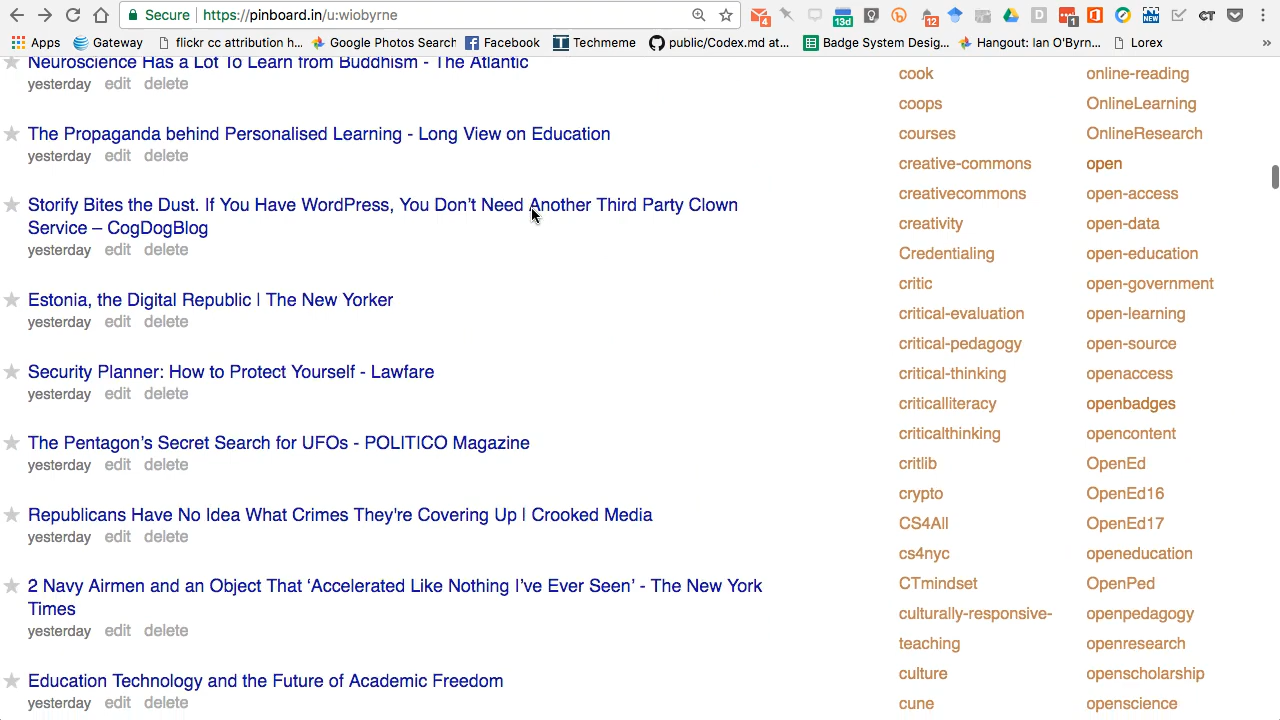 Secure https://pinboard.in/u:wiobyrne
4 13d 12 1 NEW CT
Apps Gateway flickr cc attribution h... Google Photos Search Facebook Techmeme public/Codex.md at... Badge System Desig... Hangout: Ian O'Bryn... Lorex »
Neuroscience Has a Lot To Learn from Buddhism - The Atlantic
yesterday edit delete
The Propaganda behind Personalised Learning - Long View on Education
yesterday edit delete
Storify Bites the Dust. If You Have WordPress, You Don’t Need Another Third Party Clown
Service – CogDogBlog
yesterday edit delete
Estonia, the Digital Republic | The New Yorker
yesterday edit delete
Security Planner: How to Protect Yourself - Lawfare
yesterday edit delete
The Pentagon’s Secret Search for UFOs - POLITICO Magazine
yesterday edit delete
Republicans Have No Idea What Crimes They're Covering Up | Crooked Media
yesterday edit delete
2 Navy Airmen and an Object That ‘Accelerated Like Nothing I’ve Ever Seen’ - The New York
Times
yesterday edit delete
Education Technology and the Future of Academic Freedom
yesterday edit delete
cook
coops
courses
creative-commons
creativecommons
creativity
Credentialing
critic
critical-evaluation
critical-pedagogy
critical-thinking
criticalliteracy
criticalthinking
critlib
crypto
CS4All
cs4nyc
CTmindset
culturally-responsive-
teaching
culture
cune
online-reading
OnlineLearning
OnlineResearch
open
open-access
open-data
open-education
open-government
open-learning
open-source
openaccess
openbadges
opencontent
OpenEd
OpenEd16
OpenEd17
openeducation
OpenPed
openpedagogy
openresearch
openscholarship
openscience